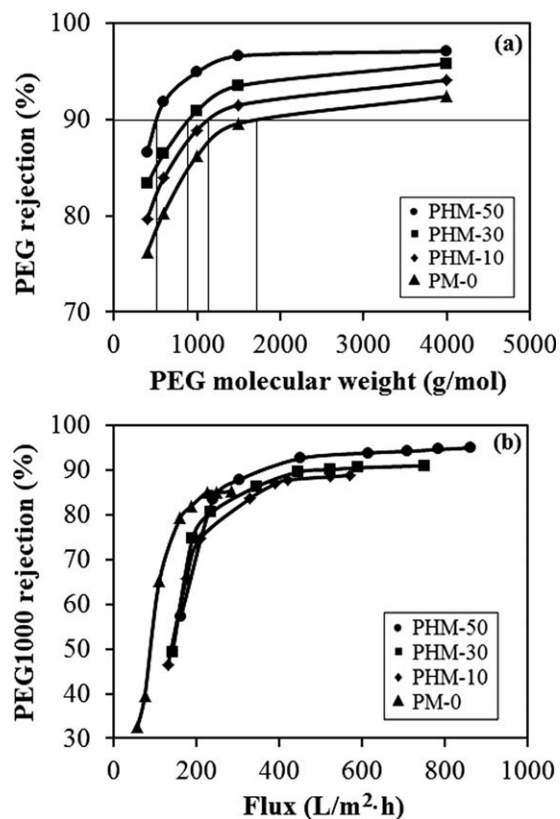 (a)
PEG rejection (%)
100
90
80
70
PHM-50
PHM-30
PHM-10
PM-0
0 1000 2000 3000 4000 5000
PEG molecular weight (g/mol)
(b)
PEG1000 rejection (%)
100
90
80
70
60
50
40
30
PHM-50
PHM-30
PHM-10
PM-0
0 200 400 600 800 1000
Flux (L/m²·h)